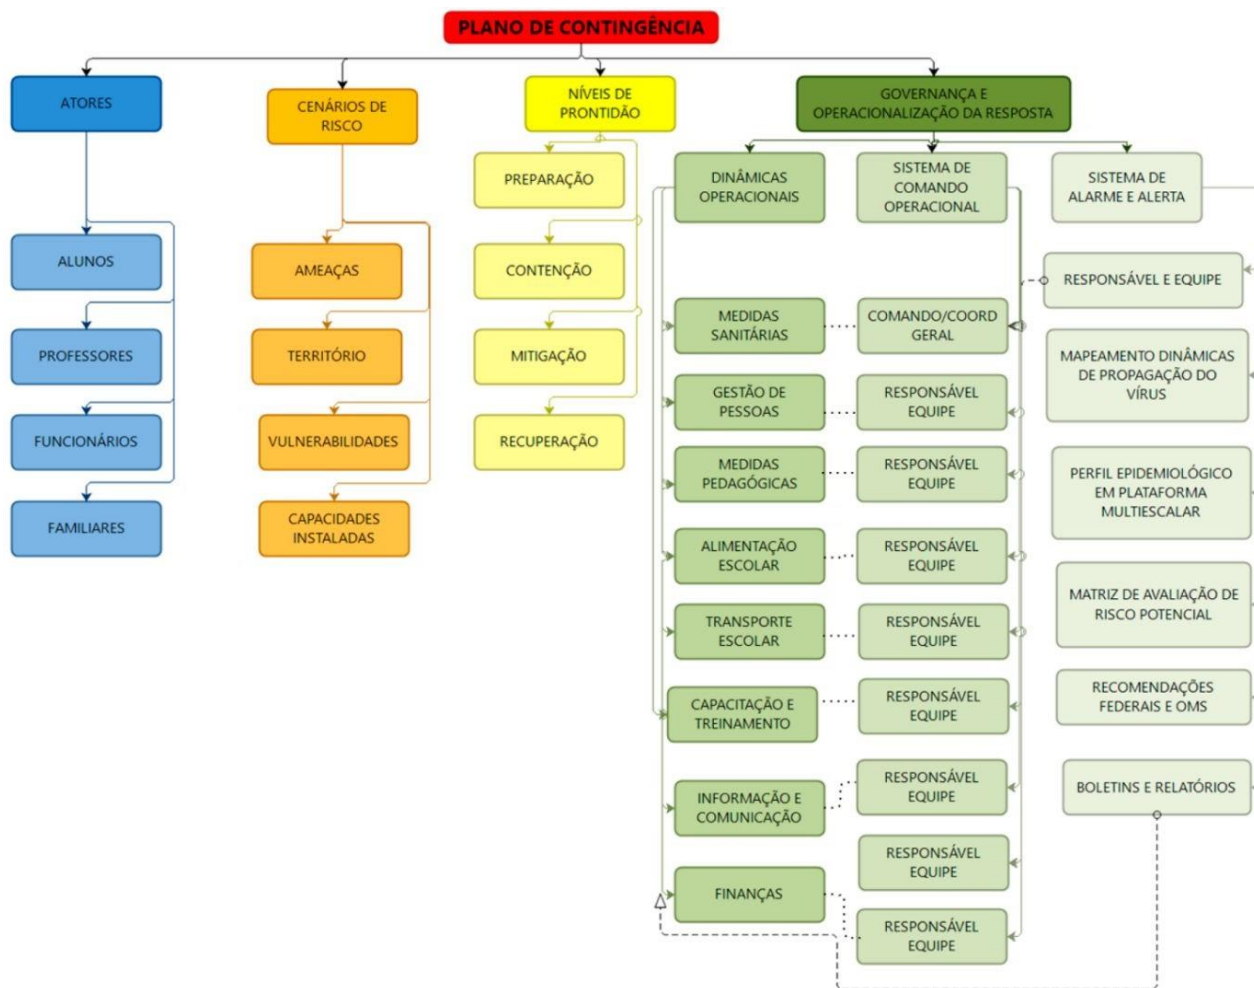 PLANO DE CONTINGÊNCIA
ATORES
CENÁRIOS DE
RISCO
NÍVEIS DE
PRONTIDÃO
GOVERNANÇA E
OPERACIONALIZAÇÃO DA RESPOSTA
ALUNOS
PROFESSORES
FUNCIONÁRIOS
FAMILIARES
AMEAÇAS
TERRITÓRIO
VULNERABILIDADES
CAPACIDADES
INSTALADAS
PREPARAÇÃO
CONTENÇÃO
MITIGAÇÃO
RECUPERAÇÃO
DINÂMICAS
OPERACIONAIS
MEDIDAS
SANITÁRIAS
GESTÃO DE
PESSOAS
MEDIDAS
PEDAGÓGICAS
ALIMENTAÇÃO
ESCOLAR
TRANSPORTE
ESCOLAR
CAPACITAÇÃO E
TREINAMENTO
INFORMAÇÃO E
COMUNICAÇÃO
FINANÇAS
SISTEMA DE
COMANDO
OPERACIONAL
COMANDO/COORD
GERAL
RESPONSÁVEL
EQUIPE
RESPONSÁVEL
EQUIPE
RESPONSÁVEL
EQUIPE
RESPONSÁVEL
EQUIPE
RESPONSÁVEL
EQUIPE
RESPONSÁVEL
EQUIPE
RESPONSÁVEL
EQUIPE
RESPONSÁVEL
EQUIPE
SISTEMA DE
ALARME E ALERTA
RESPONSÁVEL E EQUIPE
MAPEAMENTO DINÂMICAS
DE PROPAGAÇÃO DO
VÍRUS
PERFIL EPIDEMIOLÓGICO
EM PLATAFORMA
MULTIESCALAR
MATRIZ DE AVALIAÇÃO DE
RISCO POTENCIAL
RECOMENDAÇÕES
FEDERAIS E OMS
BOLETINS E RELATÓRIOS